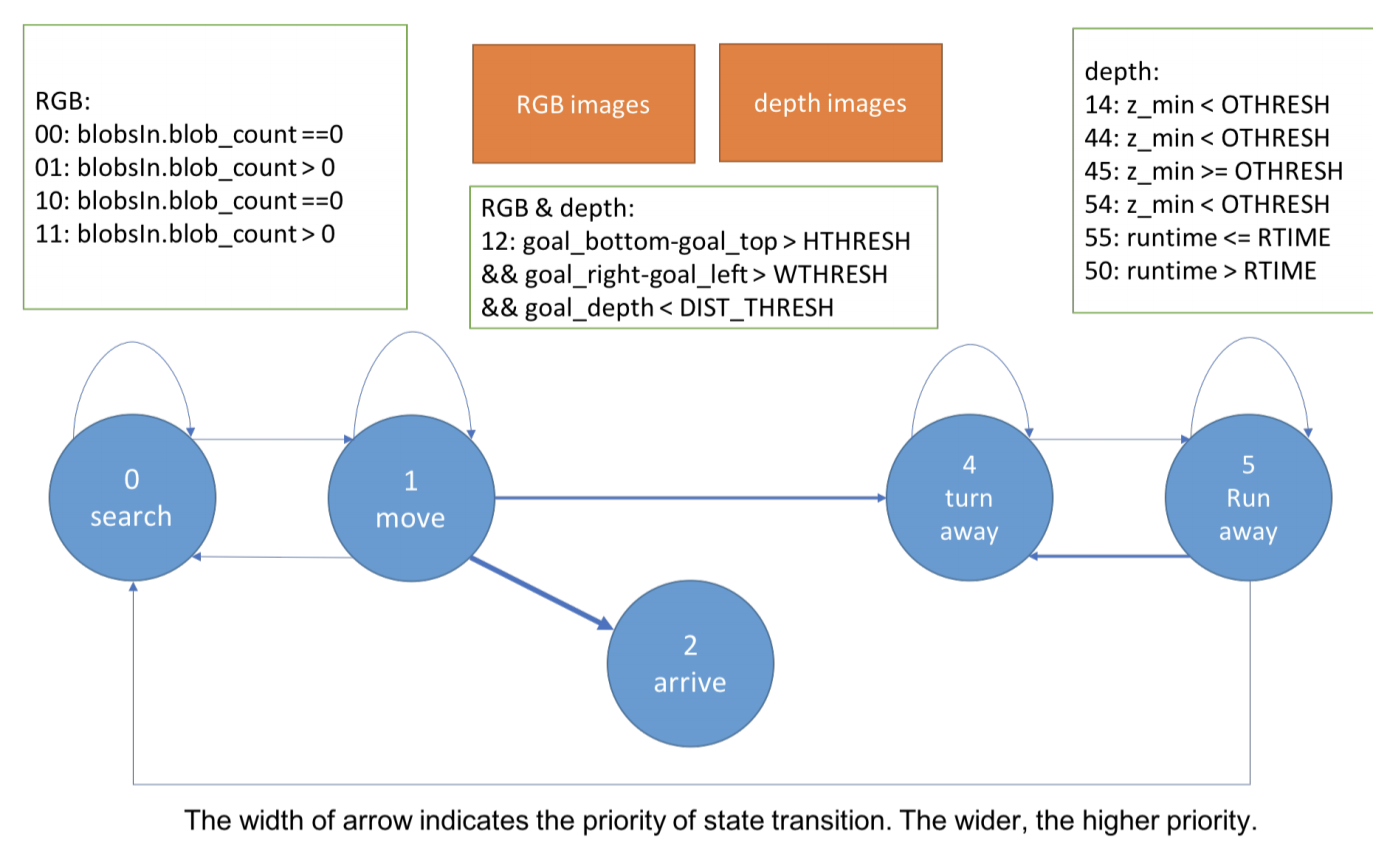 RGB:
00: blobsIn.blob_count ==0
01: blobsIn.blob_count > 0
10: blobsIn.blob_count ==0
11: blobsIn.blob_count > 0
RGB images
depth images
RGB & depth:
12: goal_bottom-goal_top > HTHRESH
&& goal_right-goal_left > WTHRESH
&& goal_depth < DIST_THRESH
depth:
14: z_min < OTHRESH
44: z_min < OTHRESH
45: z_min >= OTHRESH
54: z_min < OTHRESH
55: runtime <= RTIME
50: runtime > RTIME
0
search
1
move
4
turn
away
5
Run
away
2
arrive
The width of arrow indicates the priority of state transition. The wider, the higher priority.